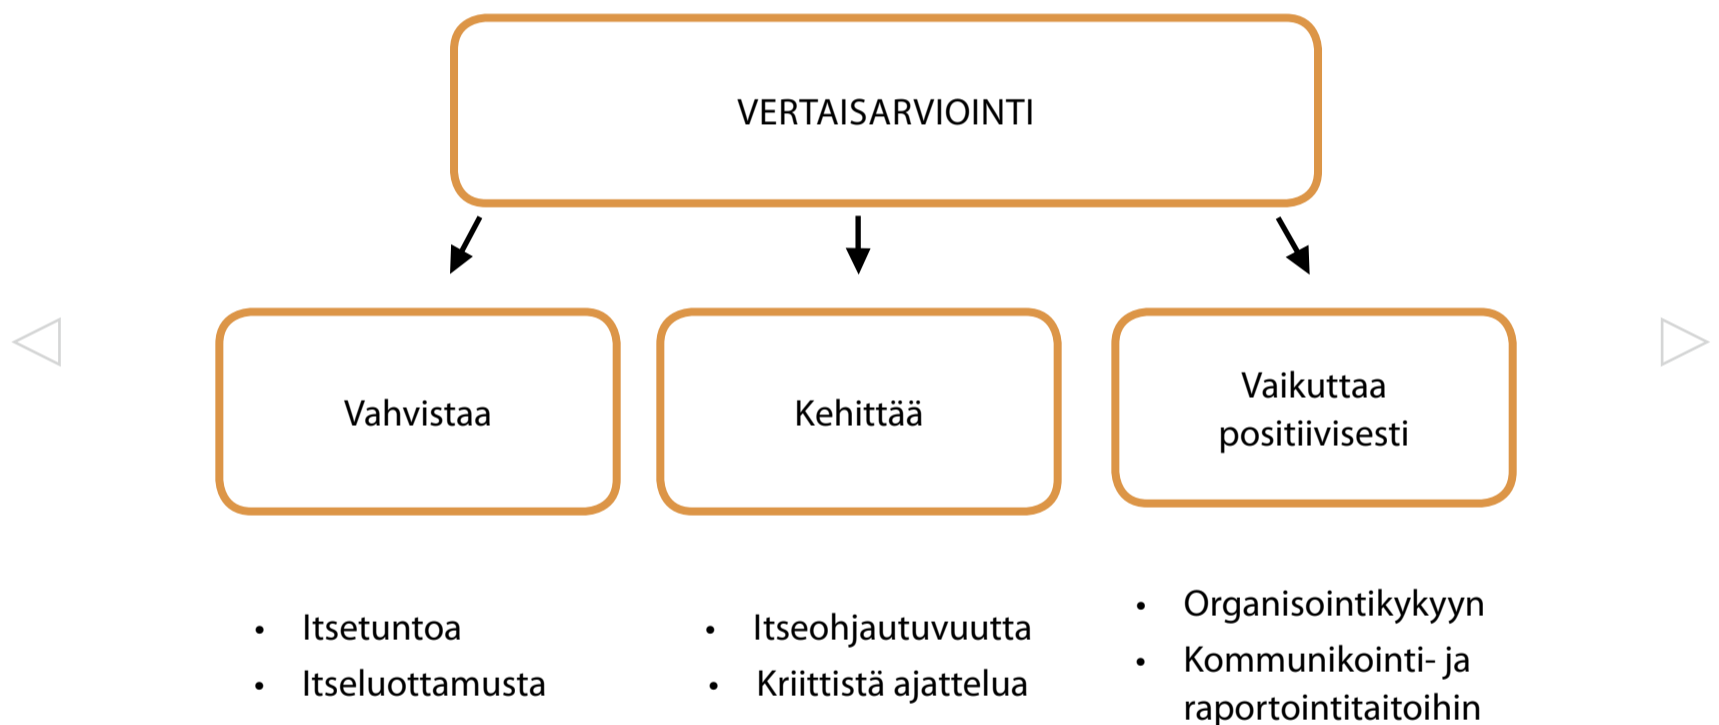 VERTAISARVIOINTI
Vahvistaa
Kehittää
Vaikuttaa
positiivisesti
• Itsetuntoa
• Itseluottamusta
• Itseohjautuvuutta
• Kriittistä ajattelua
• Organisointikykyyn
• Kommunikointi- ja
raportointitaitoihin